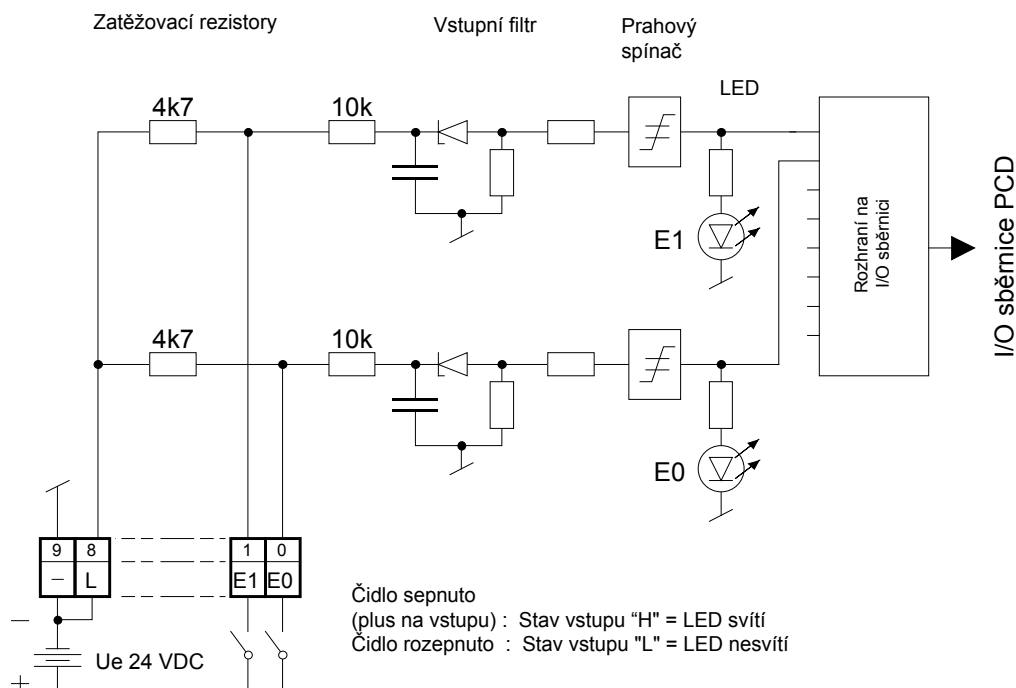 Zatěžovací rezistory
Vstupní filtr
Prahový
spínač
LED
4k7
10k
E1
Rozhraní na
I/O sběrnici
I/O sběrnice PCD
4k7
10k
E0
9 8 1 0
– L E1 E0
–
Ue 24 VDC
+
Čidlo sepnuto
(plus na vstupu) : Stav vstupu “H" = LED svítí
Čidlo rozepnuto : Stav vstupu "L" = LED nesvítí